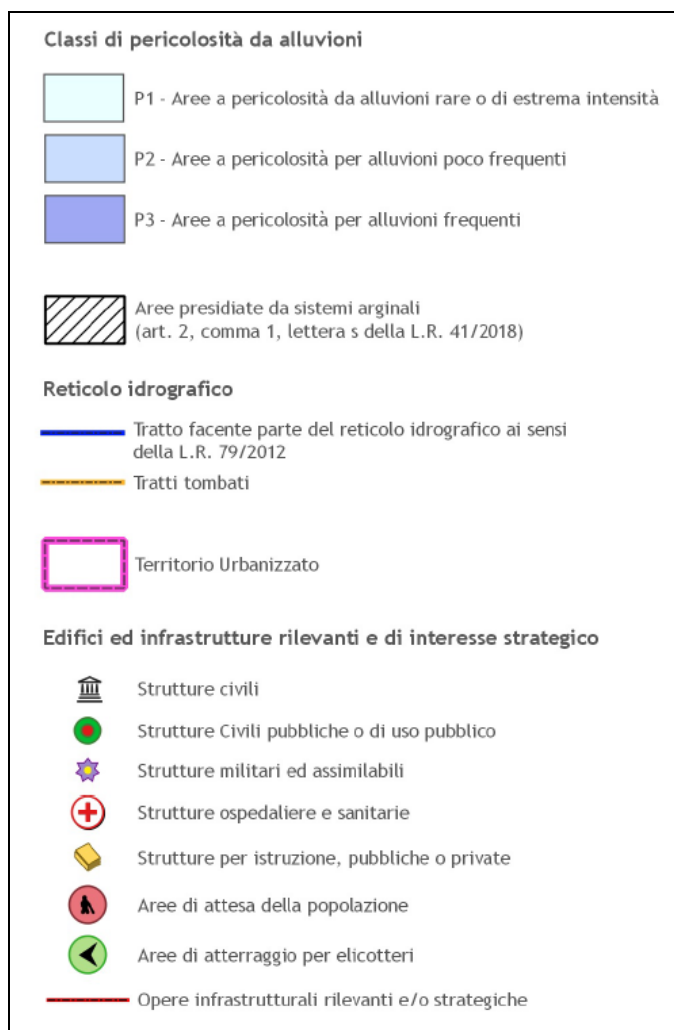 Classi di pericolosità da alluvioni
P1 - Aree a pericolosità da alluvioni rare o di estrema intensità
P2 - Aree a pericolosità per alluvioni poco frequenti
P3 - Aree a pericolosità per alluvioni frequenti
Aree presidiate da sistemi arginali
(art. 2, comma 1, lettera s della L.R. 41/2018)
Reticolo idrografico
Tratto facente parte del reticolo idrografico ai sensi
della L.R. 79/2012
Tratti tombati
Territorio Urbanizzato
Edifici ed infrastrutture rilevanti e di interesse strategico
Strutture civili
Strutture Civili pubbliche o di uso pubblico
Strutture militari ed assimilabili
Strutture ospedaliere e sanitarie
Strutture per istruzione, pubbliche o private
Aree di attesa della popolazione
Aree di atterraggio per elicotteri
Opere infrastrutturali rilevanti e/o strategiche